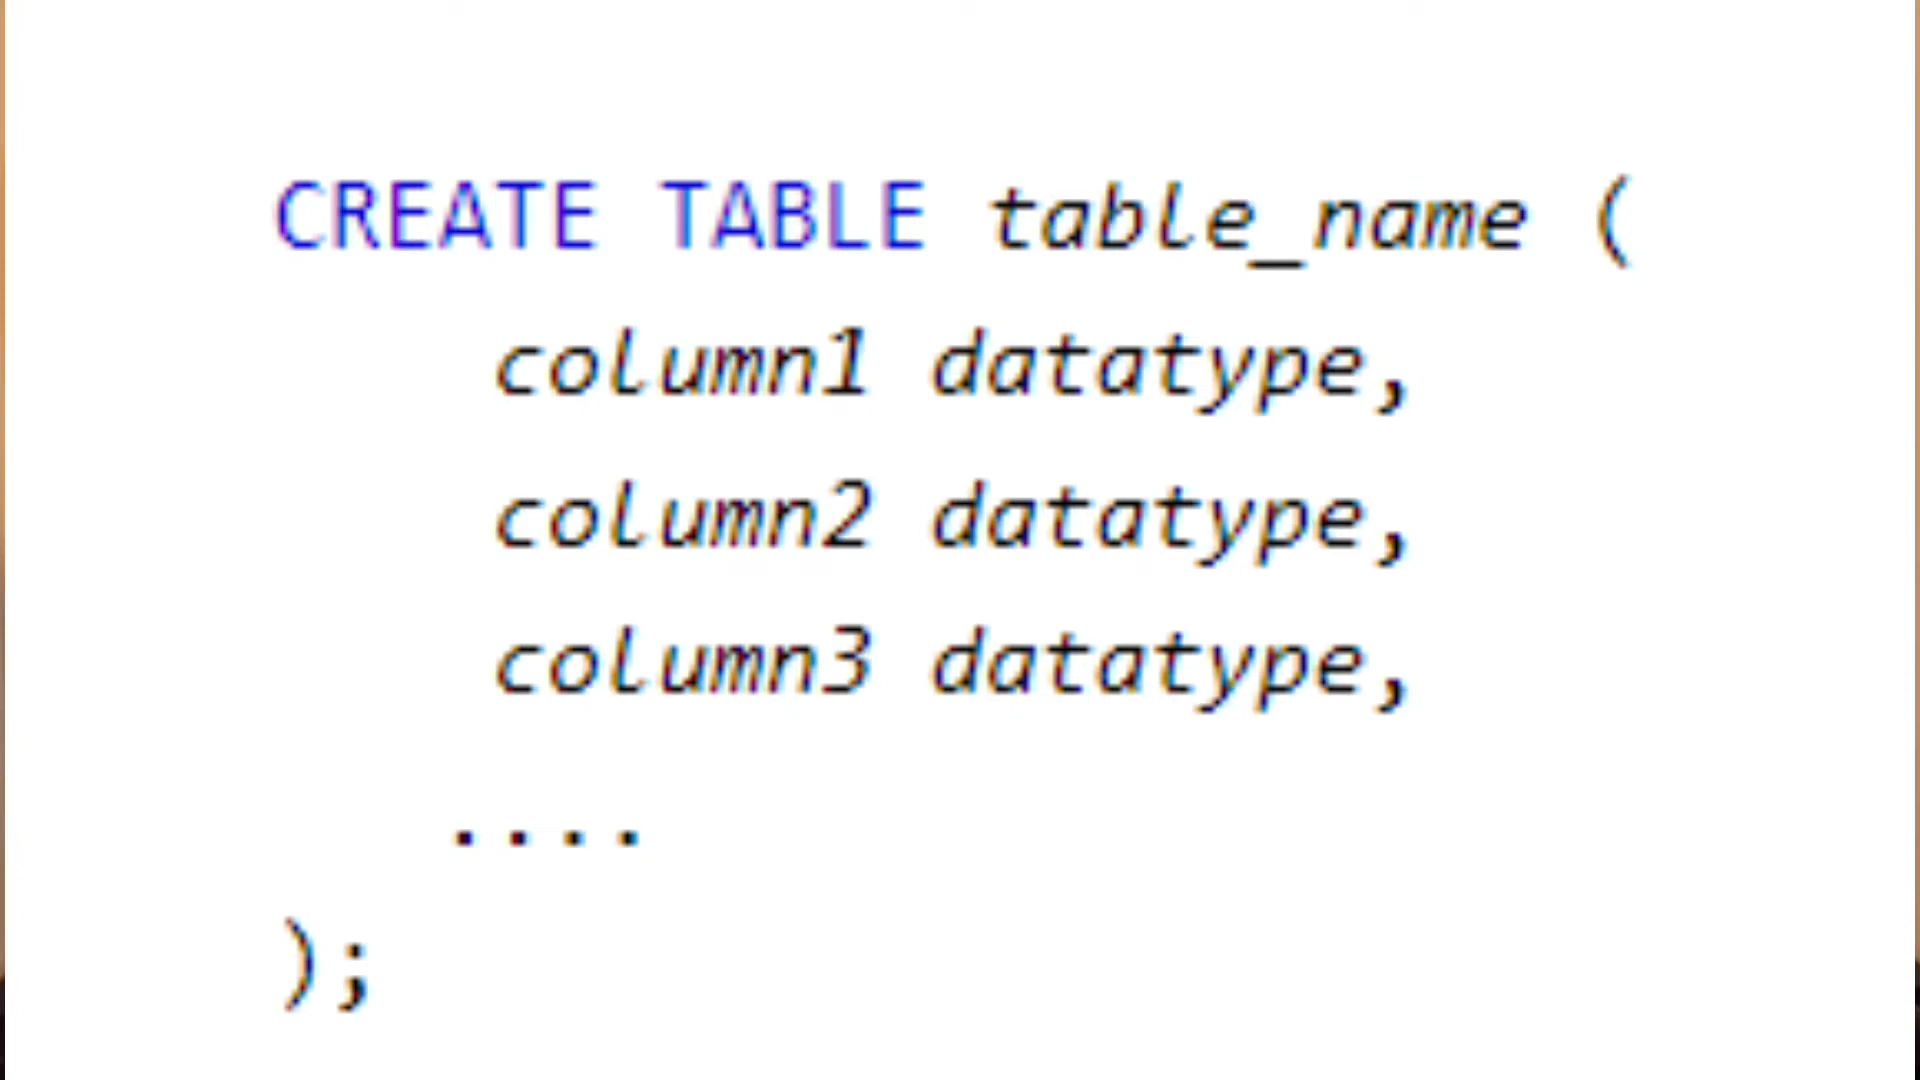 CREATE TABLE table_name (
column1 datatype,
column2 datatype,
column3 datatype,
....
);